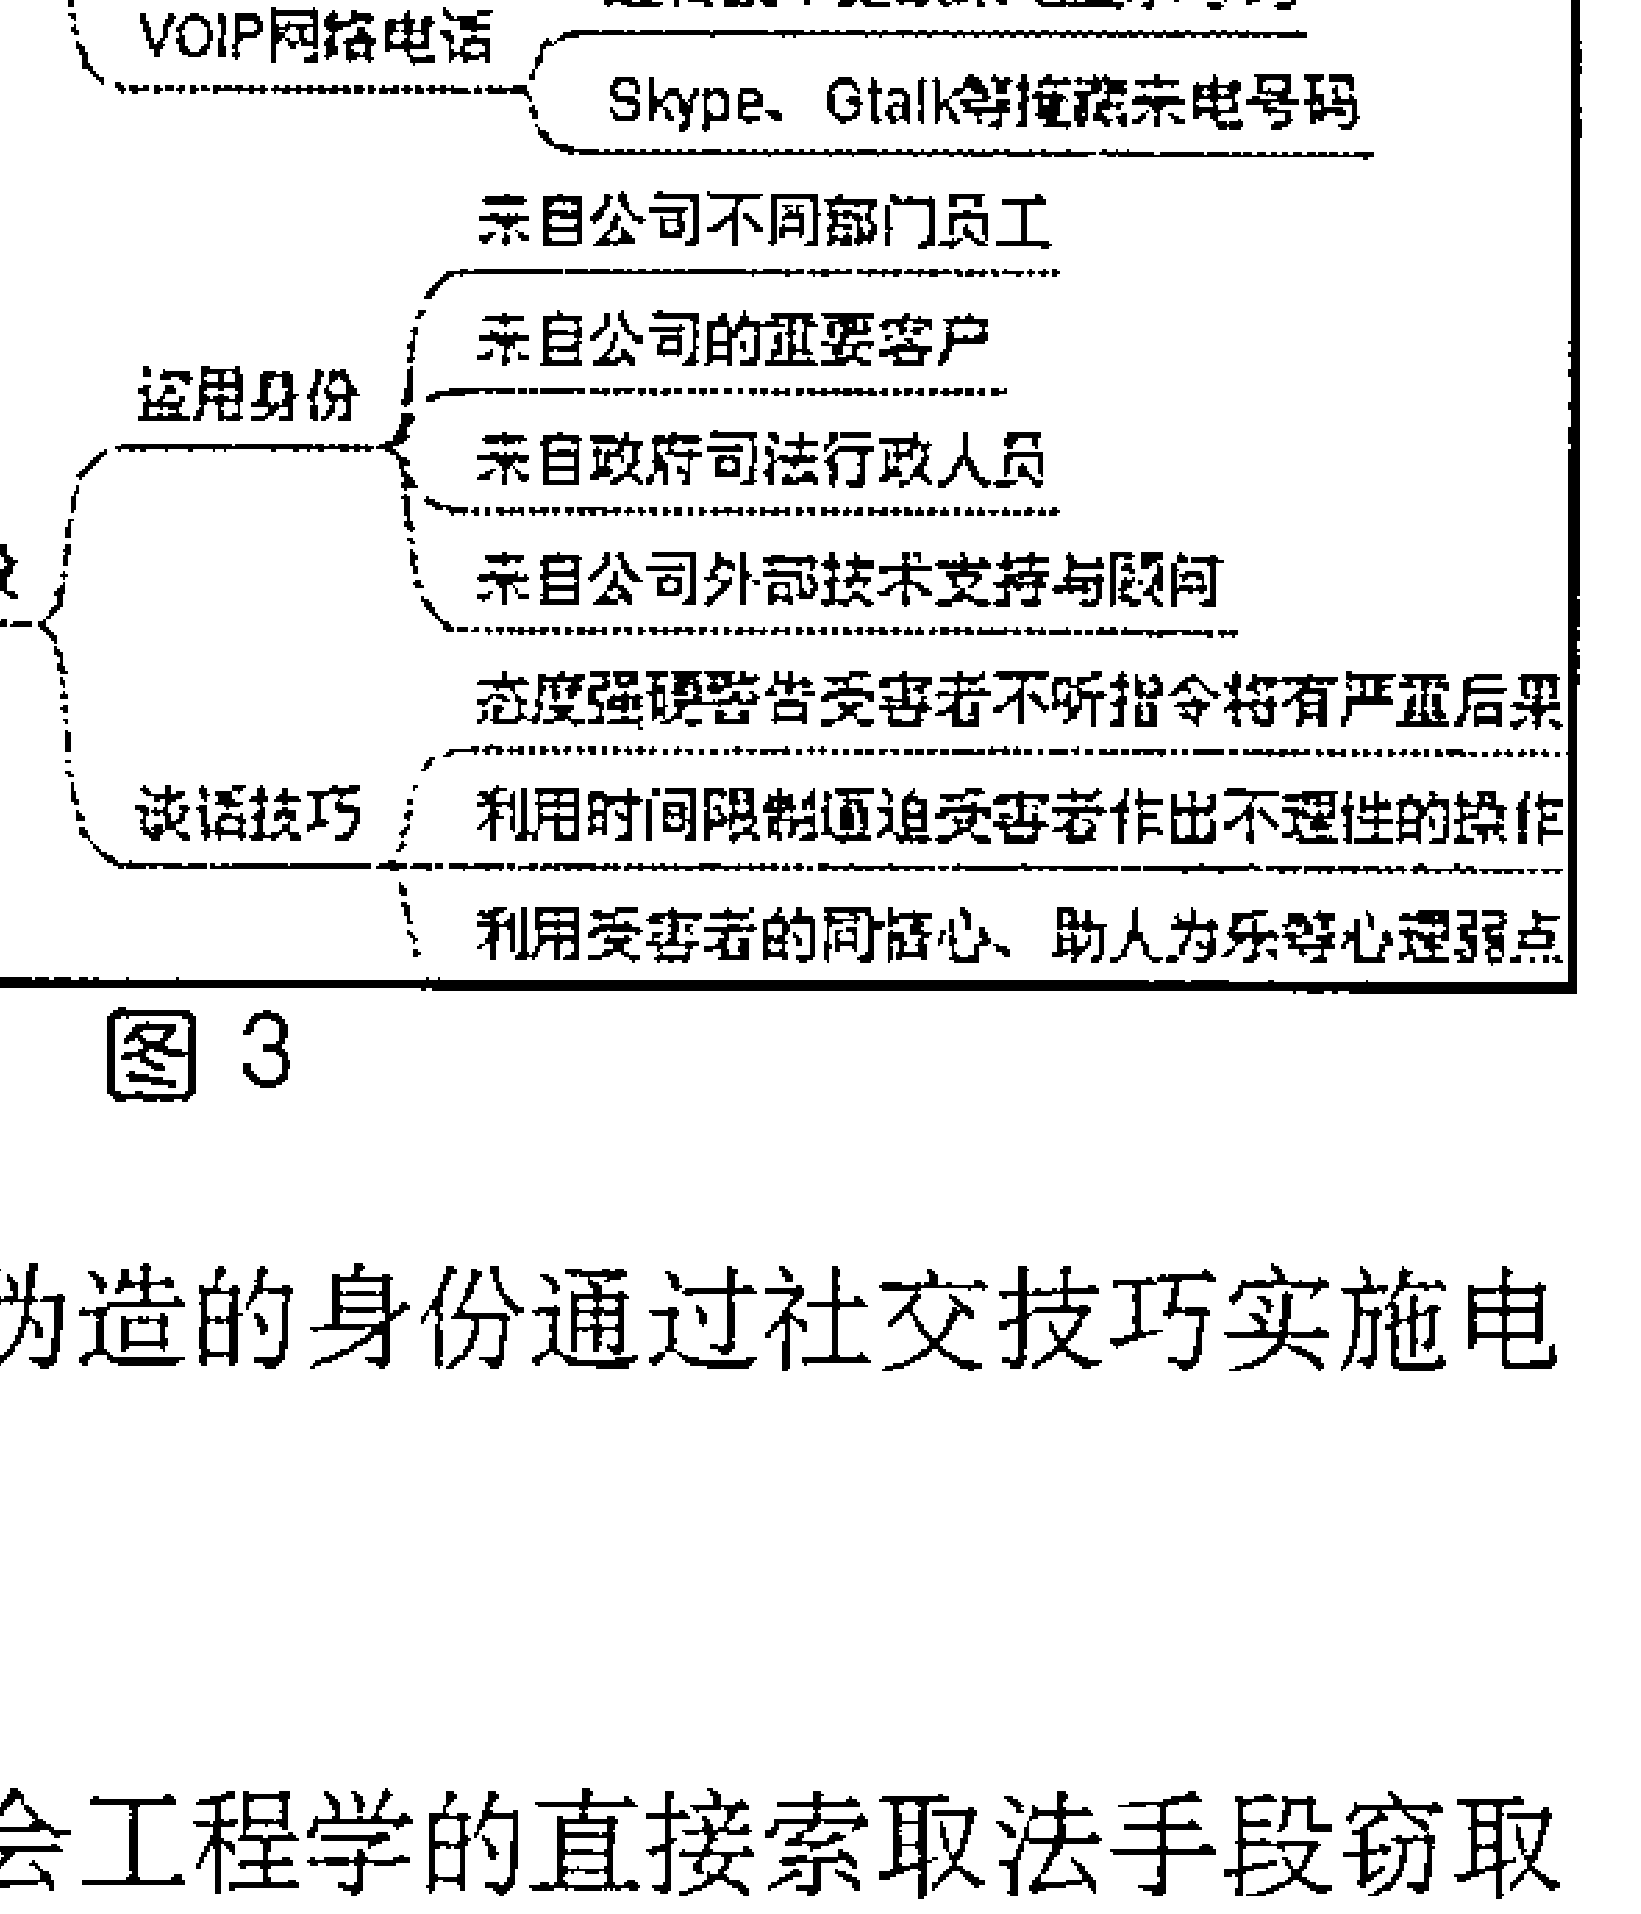 VOIP网络电话
Skype、Gtalk等掩藏来电号码
来自公司不同部门员工
来自公司的重要客户
盗用身份
来自政府司法行政人员
来自公司外部技术支持与顾问
态度强硬警告受害者不听指令将有严重后果
谈话技巧
利用时间限制逼迫受害者作出不理性的操作
利用受害者的同情心、助人为乐等心理弱点
图 3
伪造的身份通过社交技巧实施电
会工程学的直接索取法手段窃取